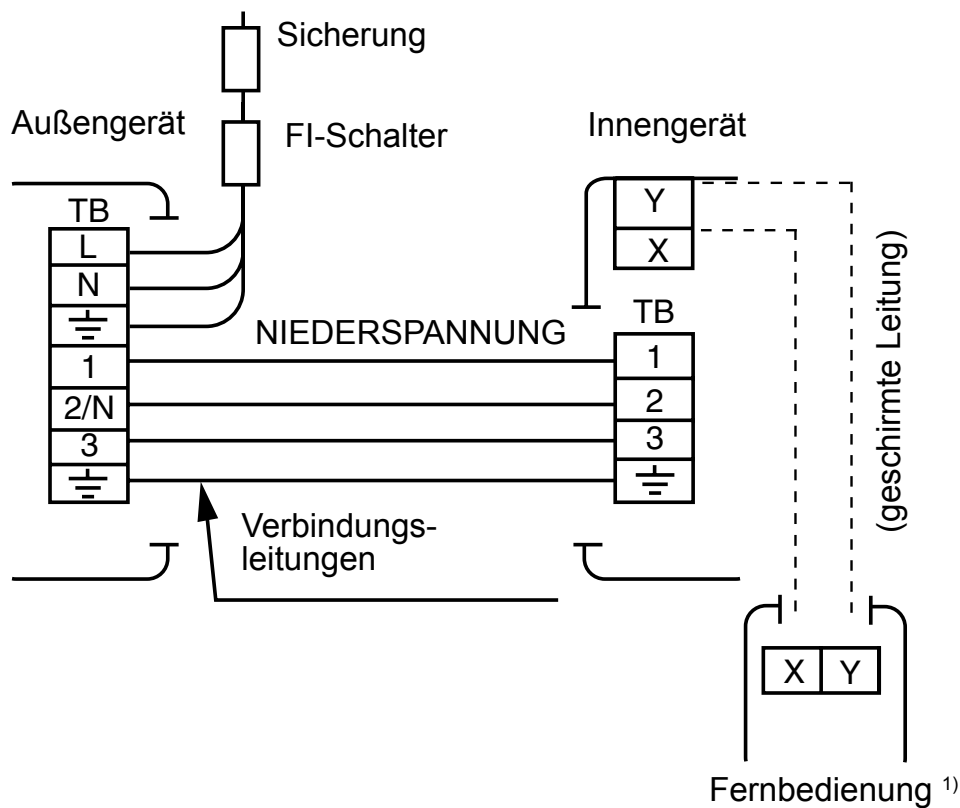 Sicherung
Außengerät
FI-Schalter
Innengerät
TB
L
N
1
2/N
3
NIEDERSPANNUNG
Y
X
TB
1
2
3
(geschirmte Leitung)
Verbindungs-
leitungen
X Y
Fernbedienung 1)